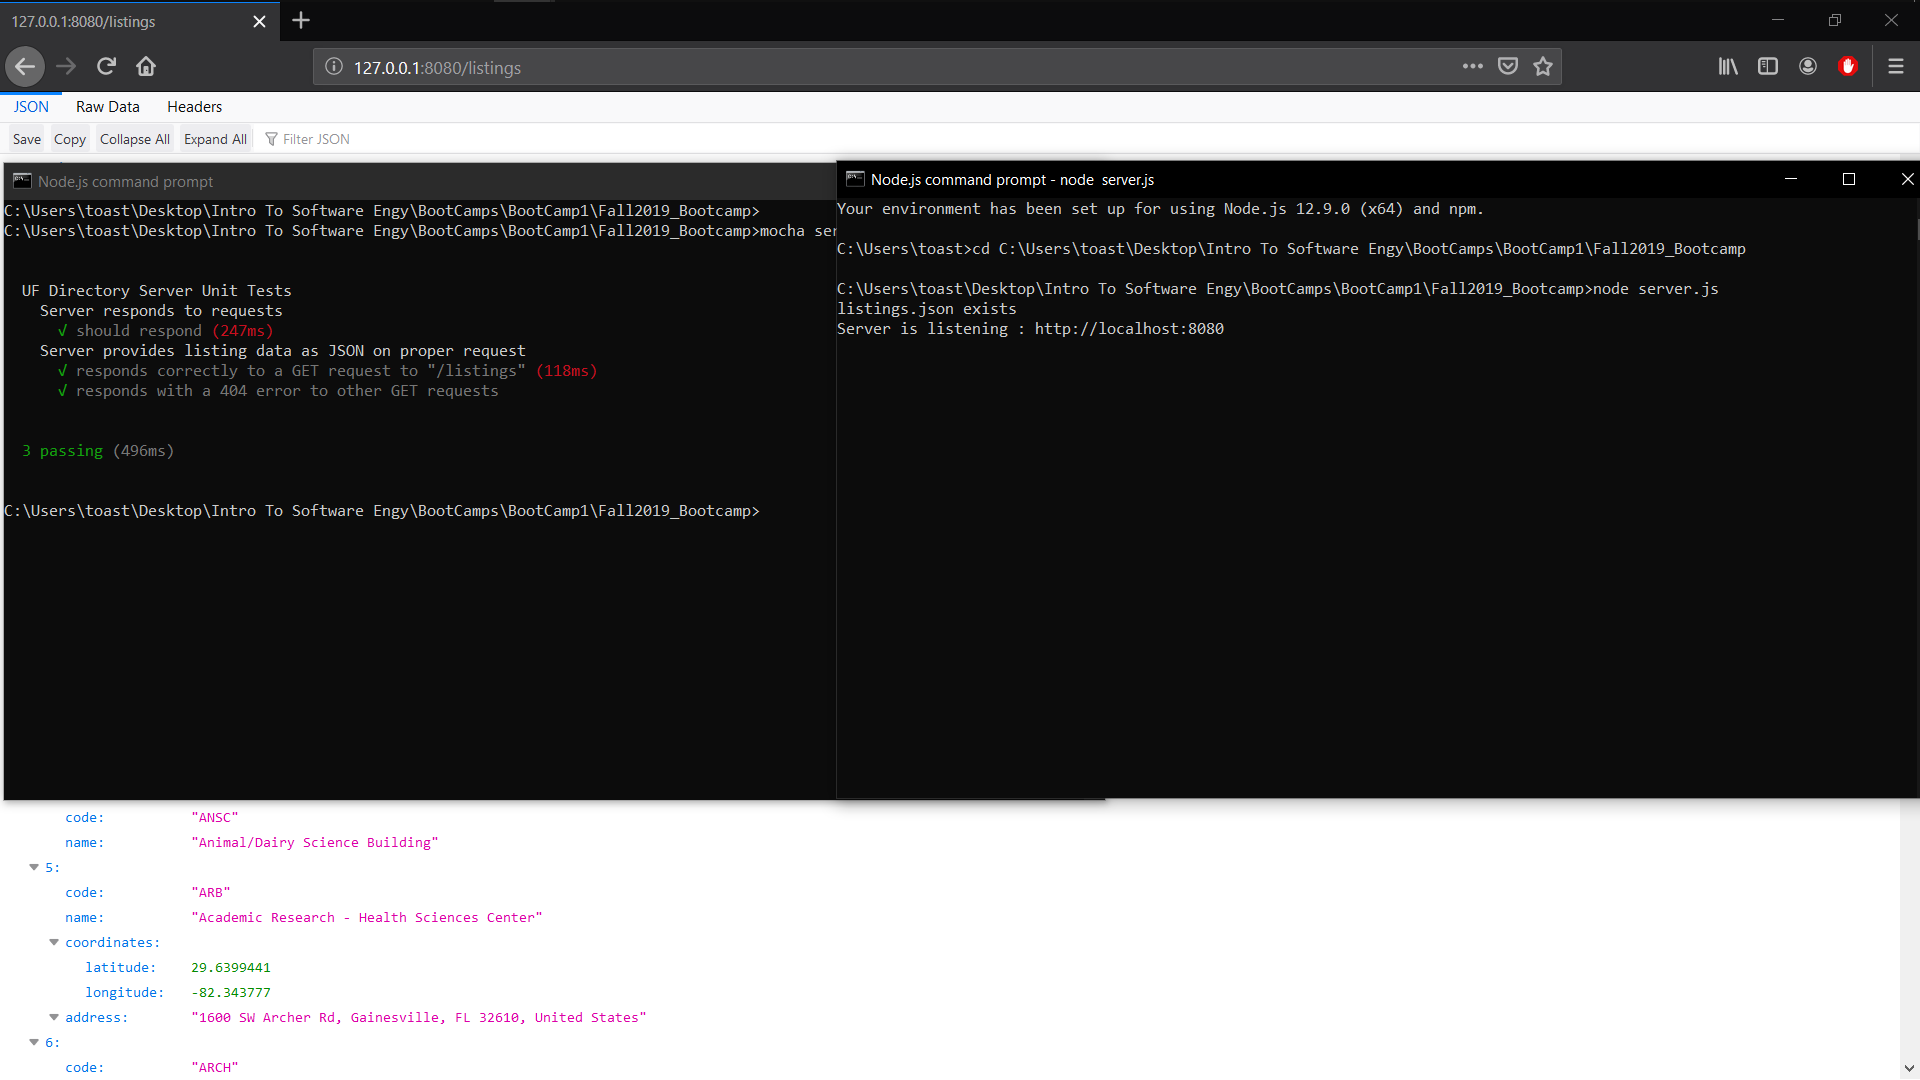 127.0.0.1:8080/listings
127.0.0.1:8080/listings
JSON Raw Data Headers
Save Copy Collapse All Expand All Filter JSON
Node.js command prompt
C:\Users\toast\Desktop\Intro To Software Engy\BootCamps\BootCamp1\Fall2019_Bootcamp>
C:\Users\toast\Desktop\Intro To Software Engy\BootCamps\BootCamp1\Fall2019_Bootcamp>mocha ser
UF Directory Server Unit Tests
Server responds to requests
√ should respond (247ms)
Server provides listing data as JSON on proper request
√ responds correctly to a GET request to "/listings" (118ms)
√ responds with a 404 error to other GET requests
3 passing (496ms)
C:\Users\toast\Desktop\Intro To Software Engy\BootCamps\BootCamp1\Fall2019_Bootcamp>
Node.js command prompt - node  server.js
Your environment has been set up for using Node.js 12.9.0 (x64) and npm.
C:\Users\toast>cd C:\Users\toast\Desktop\Intro To Software Engy\BootCamps\BootCamp1\Fall2019_Bootcamp
C:\Users\toast\Desktop\Intro To Software Engy\BootCamps\BootCamp1\Fall2019_Bootcamp>node server.js
listings.json exists
Server is listening : http://localhost:8080
code: "ANSC"
name: "Animal/Dairy Science Building"
5:
code: "ARB"
name: "Academic Research - Health Sciences Center"
coordinates:
latitude: 29.6399441
longitude: -82.343777
address: "1600 SW Archer Rd, Gainesville, FL 32610, United States"
6:
code: "ARCH"